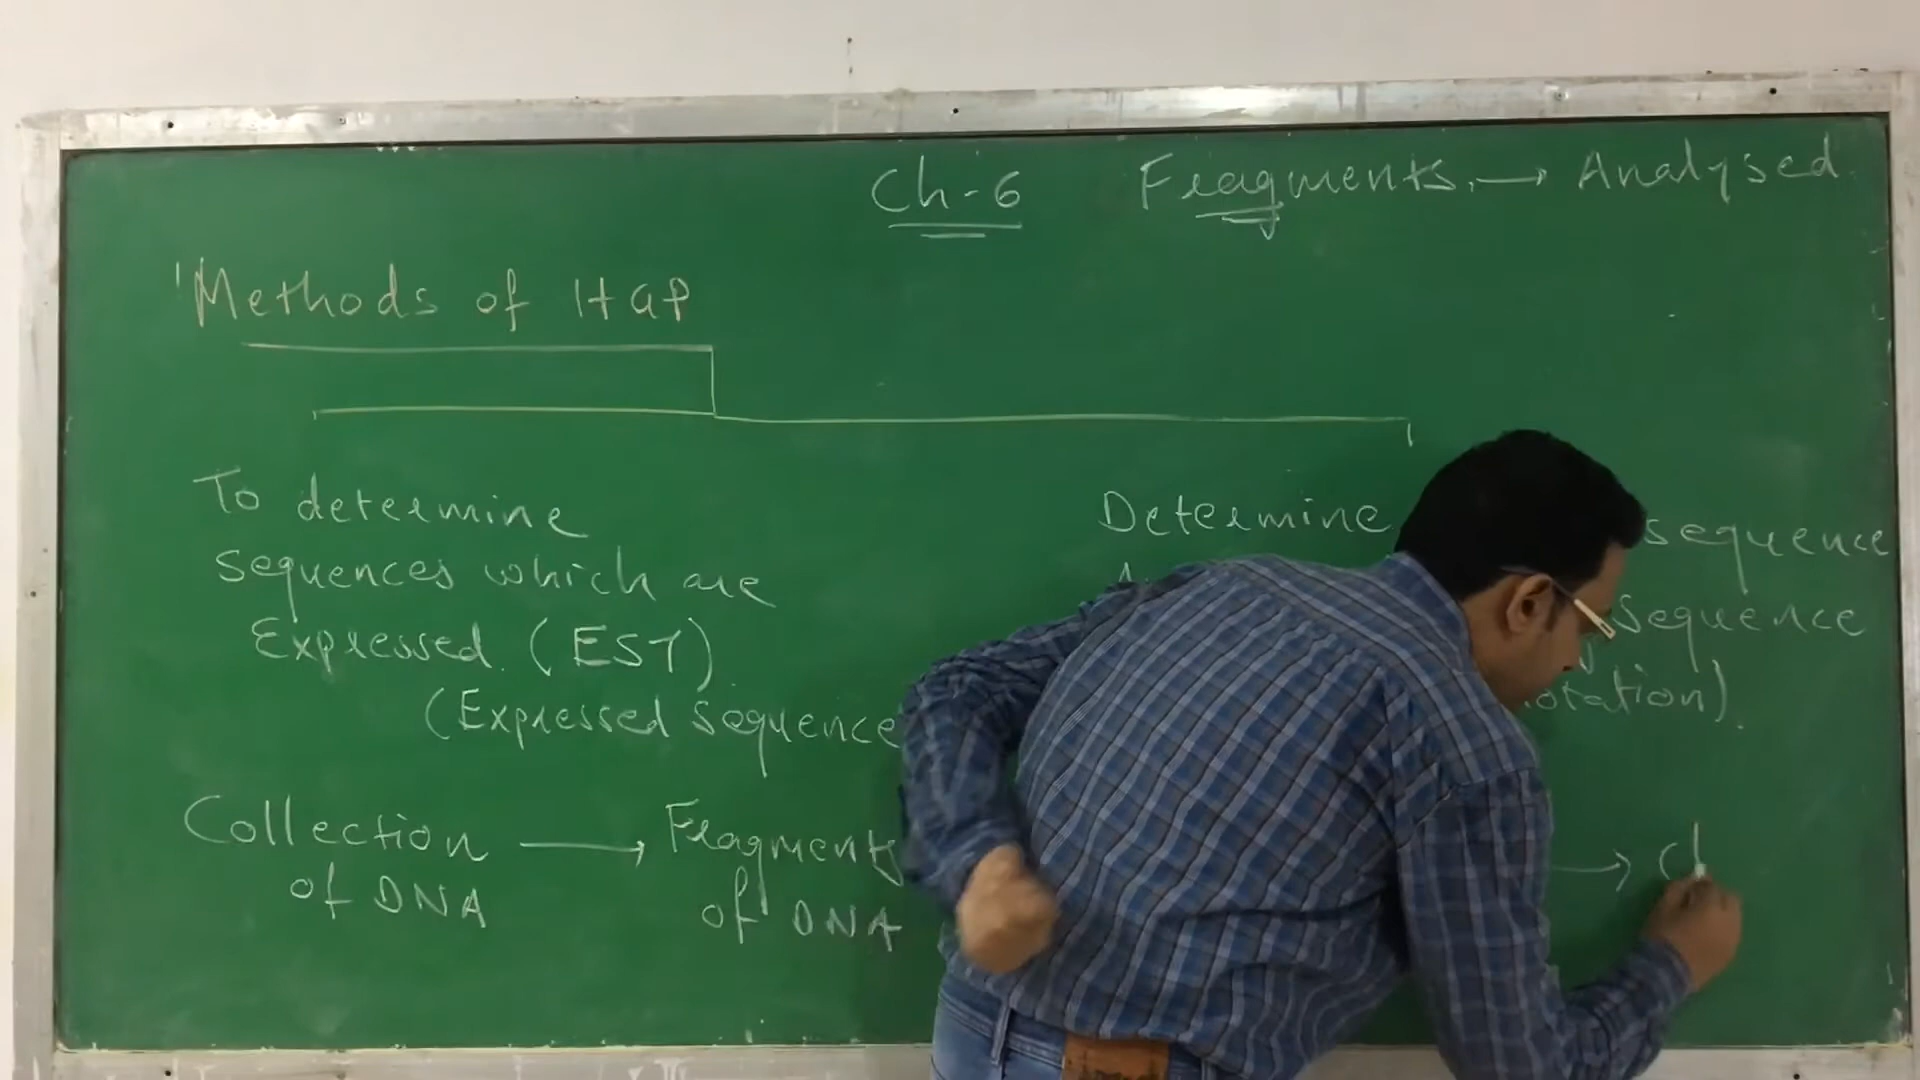 Ch-6 Fragments. → Analysed.
Methods of HGP
To determine
sequences which are
Expressed. (EST).
(Expressed sequence
Determine
sequence
sequence
Collection → Fragments
of DNA
of DNA
→